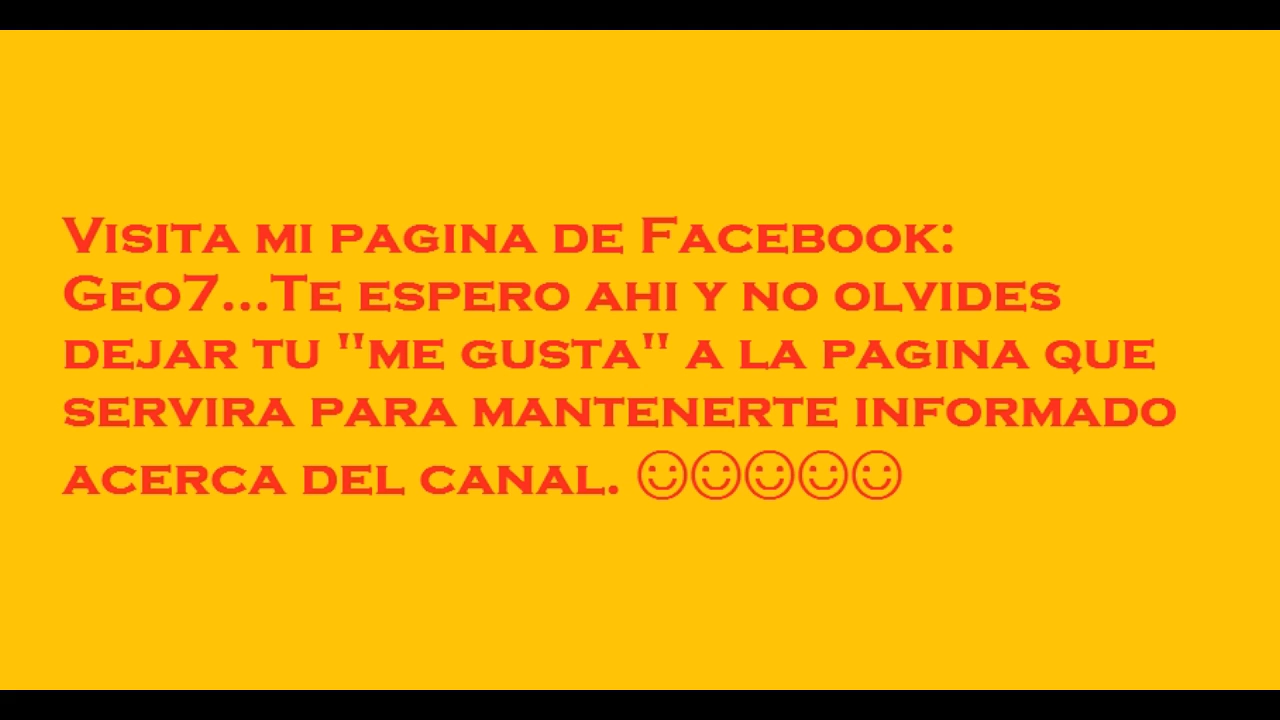 Visita mi pagina de Facebook:
Geo7...Te espero ahi y no olvides
dejar tu "me gusta" a la pagina que
servira para mantenerte informado
acerca del canal. ☺☺☺☺☺